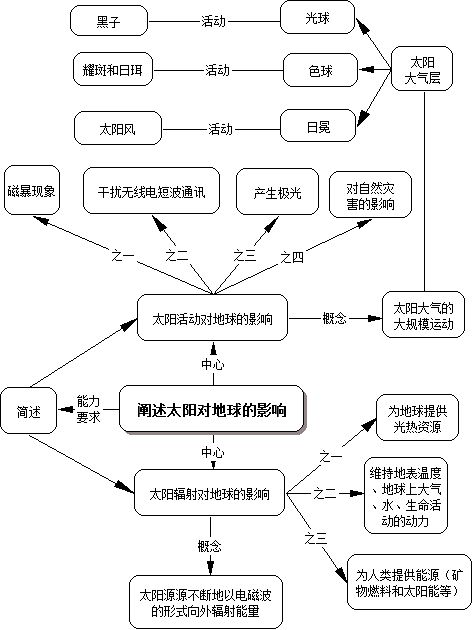 黑子
活动
光球
耀斑和日珥
活动
色球
太阳
大气层
太阳风
活动
日冕
磁暴现象
干扰无线电短波通讯
产生极光
对自然灾
害的影响
之一
之二
之三
之四
太阳活动对地球的影响
概念
太阳大气的
大规模运动
中心
简述
能力
要求
阐述太阳对地球的影响
中心
为地球提供
光热资源
之一
太阳辐射对地球的影响
之二
维持地表温度
、地球上大气
、水、生命活
动的动力
之三
概念
为人类提供能源（矿
物燃料和太阳能等）
太阳源源不断地以电磁波
的形式向外辐射能量